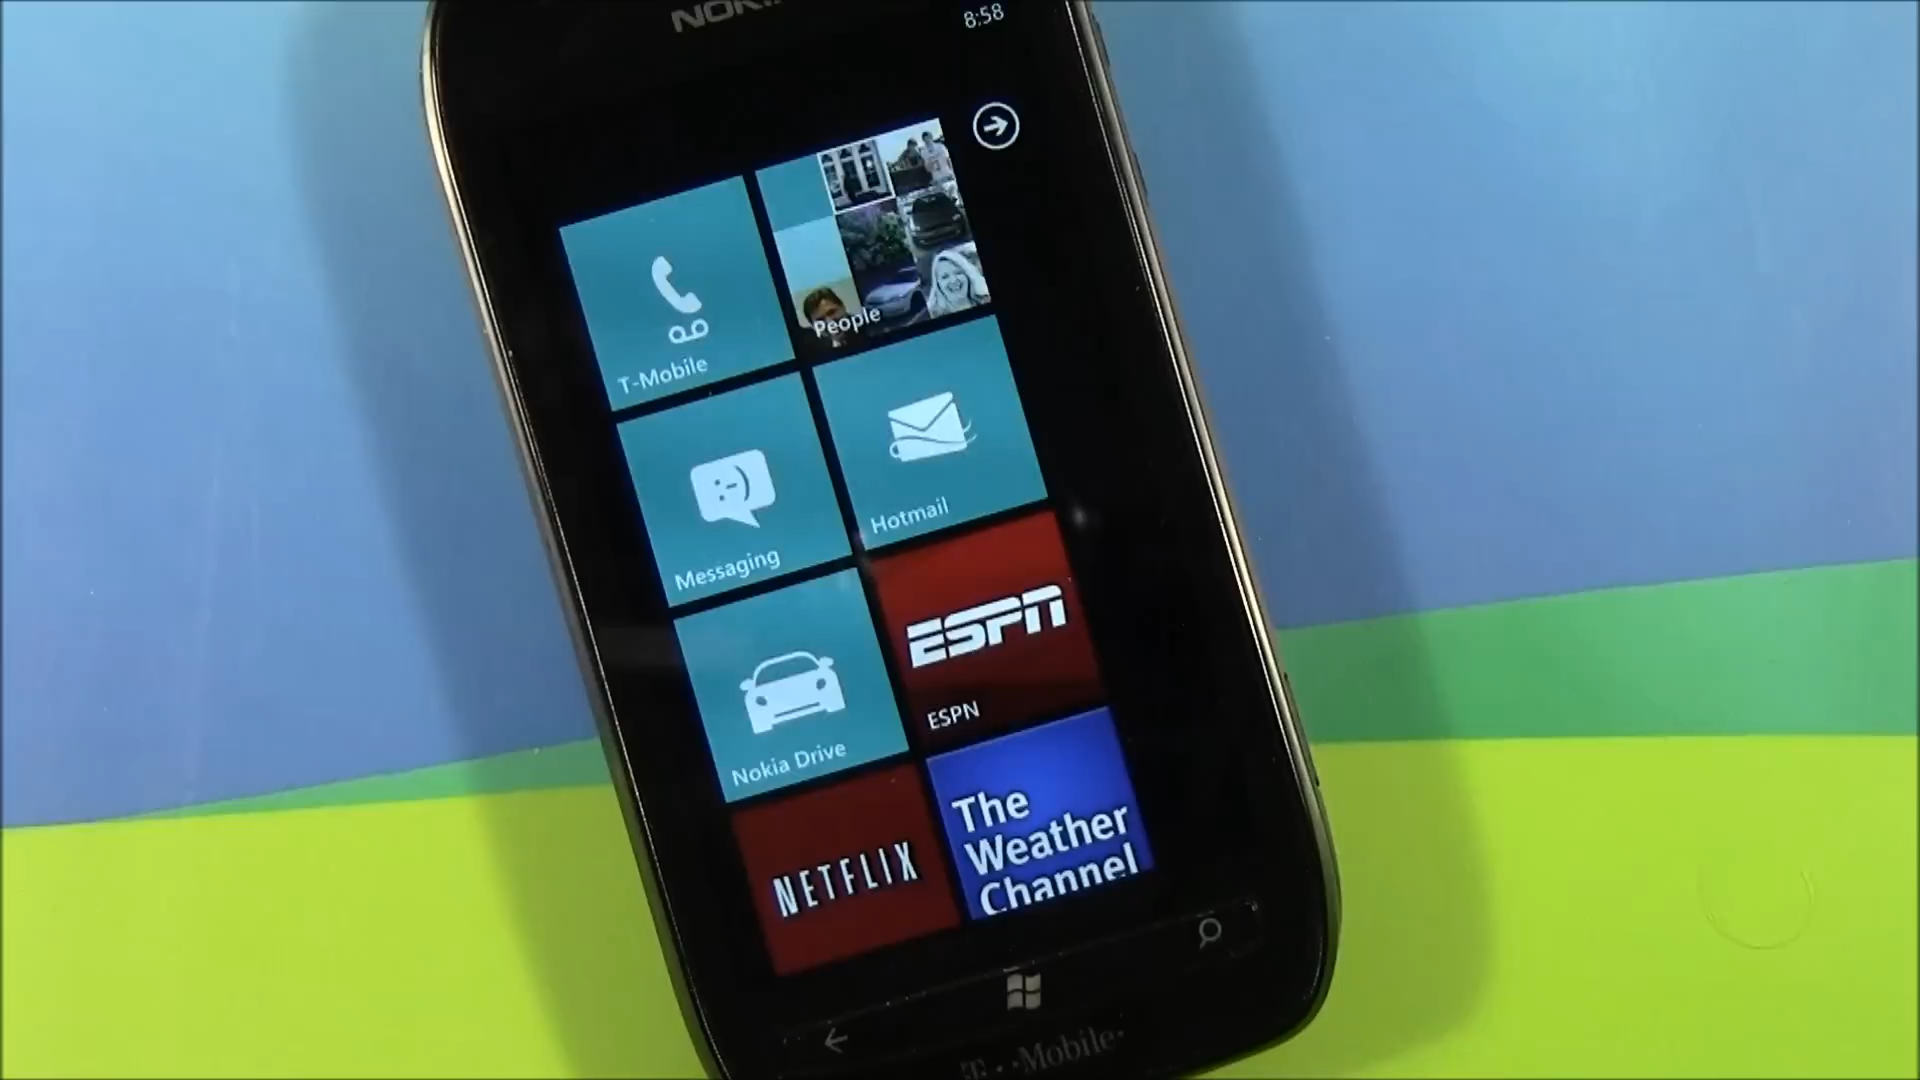 8:58
T-Mobile
People
Messaging
Hotmail
Nokia Drive
ESPN
ESPN
NETFLIX
The
Weather
Channel
T··Mobile·